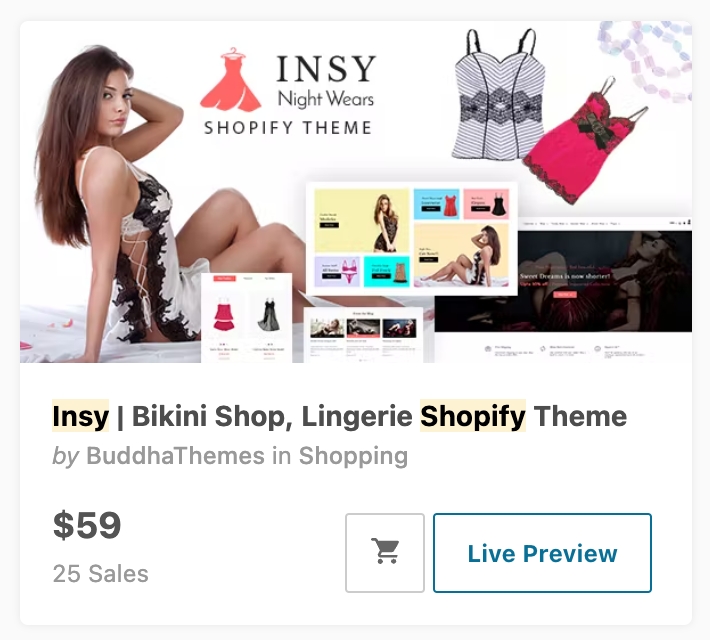 INSY
Night Wears
SHOPIFY THEME
Sweet Dreams is now shorter!
Insy | Bikini Shop, Lingerie Shopify Theme
by BuddhaThemes in Shopping
$59
25 Sales
Live Preview